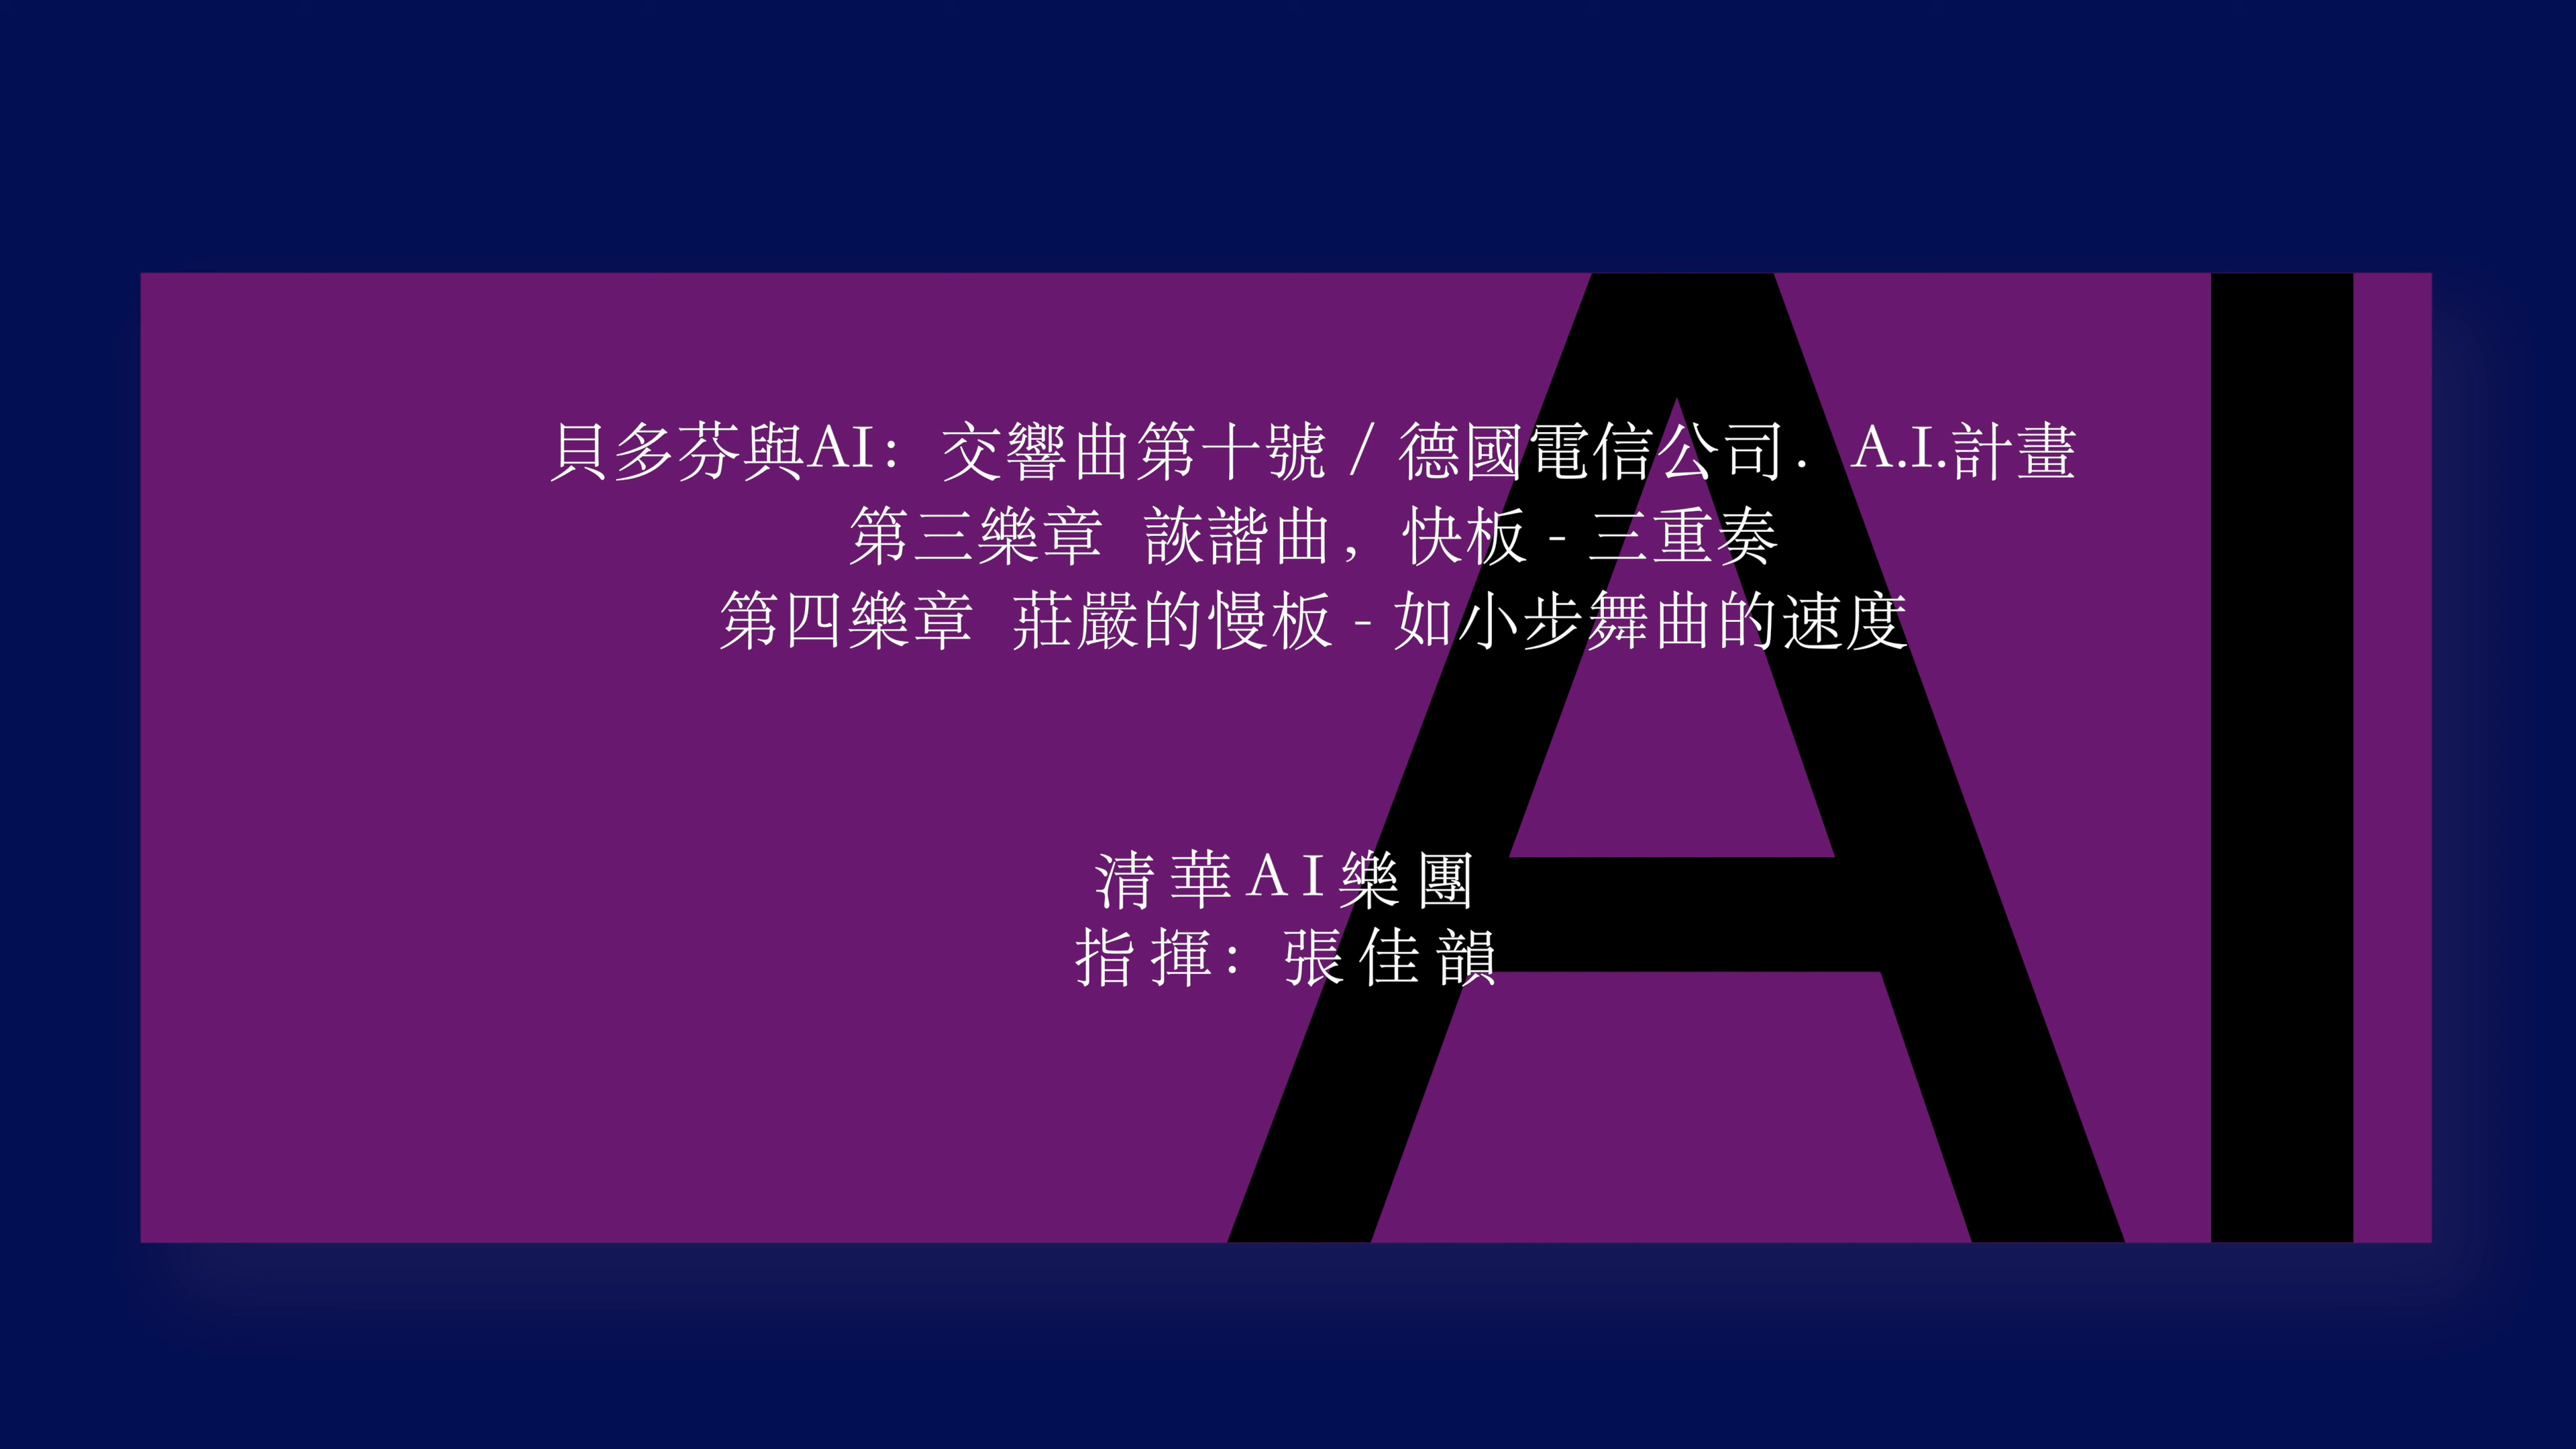 貝多芬與AI：交響曲第十號 / 德國電信公司．A.I.計畫
第三樂章 詼諧曲，快板 - 三重奏
第四樂章 莊嚴的慢板 - 如小步舞曲的速度
AI
清華AI樂團
指揮：張佳韻